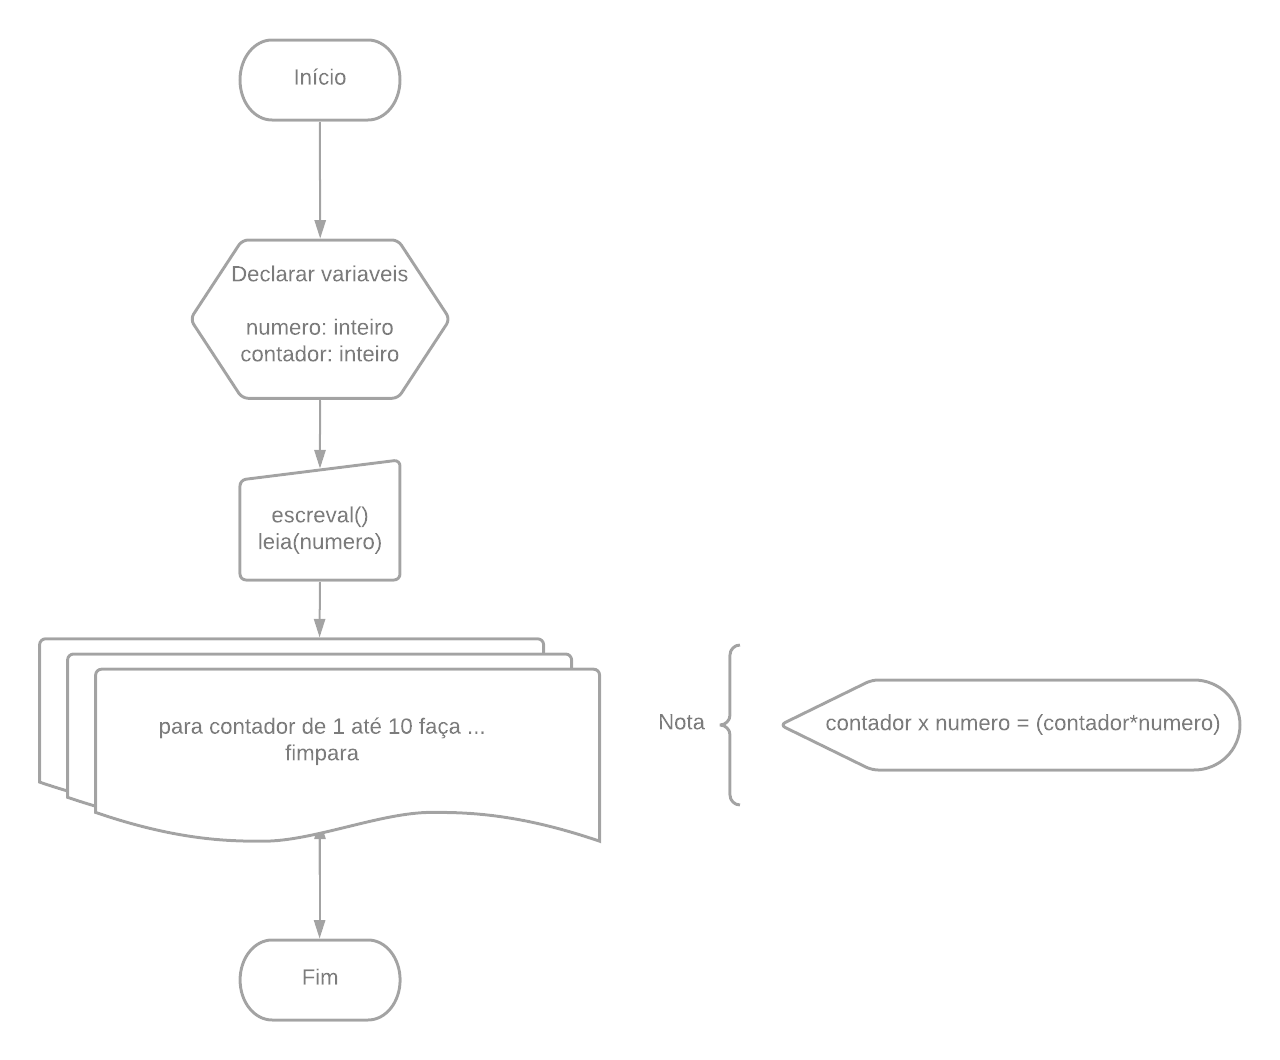 Início
Declarar variaveis
numero: inteiro
contador: inteiro
escreval()
leia(numero)
para contador de 1 até 10 faça ...
fimpara
Nota
contador x numero = (contador*numero)
Fim